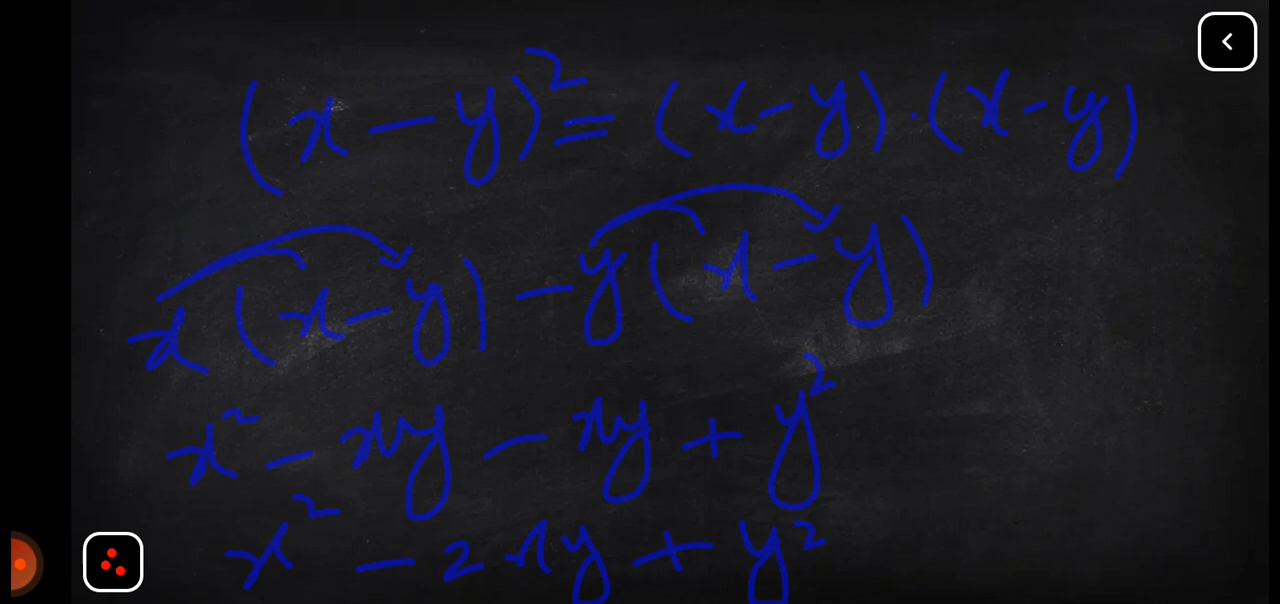 (x - y)² = (x - y) · (x - y)
x(x - y) - y(x - y)
x² - xy - xy + y²
x² - 2xy + y²